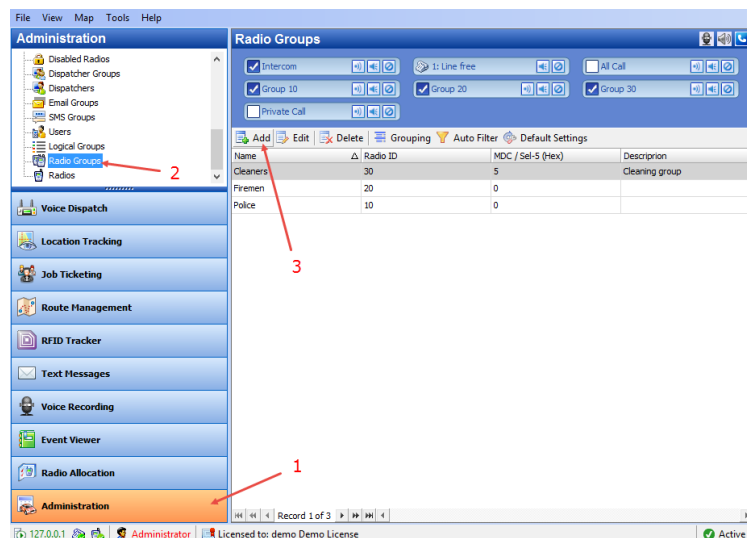 File View Map Tools Help
Administration
Disabled Radios
Dispatcher Groups
Dispatchers
Email Groups
SMS Groups
Users
Logical Groups
Radio Groups
Radios
2
Voice Dispatch
Location Tracking
Job Ticketing
Route Management
RFID Tracker
Text Messages
Voice Recording
Event Viewer
Radio Allocation
Administration
1
Radio Groups
Intercom 1: Line free All Call
Group 10 Group 20 Group 30
Private Call
Add Edit Delete Grouping Auto Filter Default Settings
Name Radio ID MDC / Sel-5 (Hex) Descriprion
Cleaners 30 5 Cleaning group
Firemen 20 0
Police 10 0
3
Record 1 of 3
127.0.0.1 Administrator Licensed to: demo Demo License Active